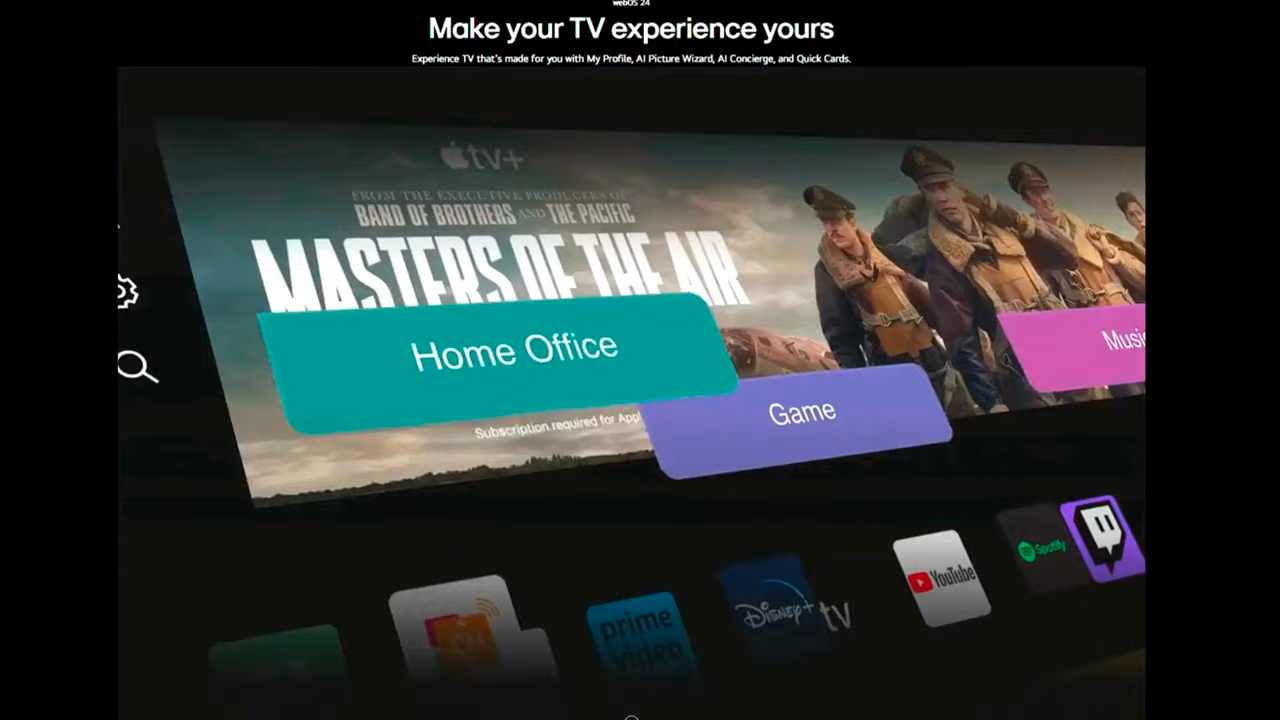 webOS 24
Make your TV experience yours
Experience TV that's made for you with My Profile, AI Picture Wizard, AI Concierge, and Quick Cards.
tv+
FROM THE EXECUTIVE PRODUCERS OF
BAND OF BROTHERS AND THE PACIFIC
MASTERS OF THE AIR
Home Office
Music
Game
Subscription required for Appl
Spotify
YouTube
Disney+ tv
prime
video